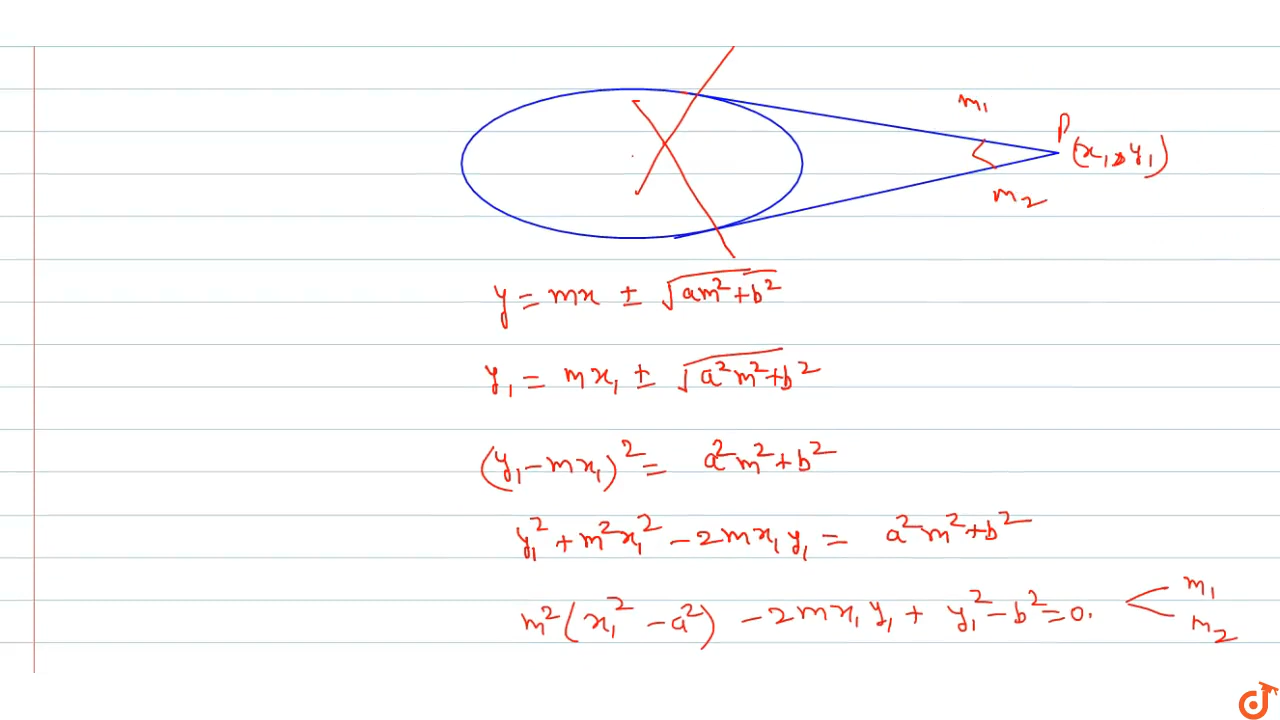 m₁
P
(x₁, y₁)
m₂
y = mx ± √(am²+b²)
y₁ = mx₁ ± √(a²m²+b²)
(y₁ − mx₁)² = a²m²+b²
y₁² + m²x₁² − 2mx₁y₁ = a²m²+b²
m²(x₁² − a²) − 2mx₁y₁ + y₁² − b² = 0. < m₁
m₂